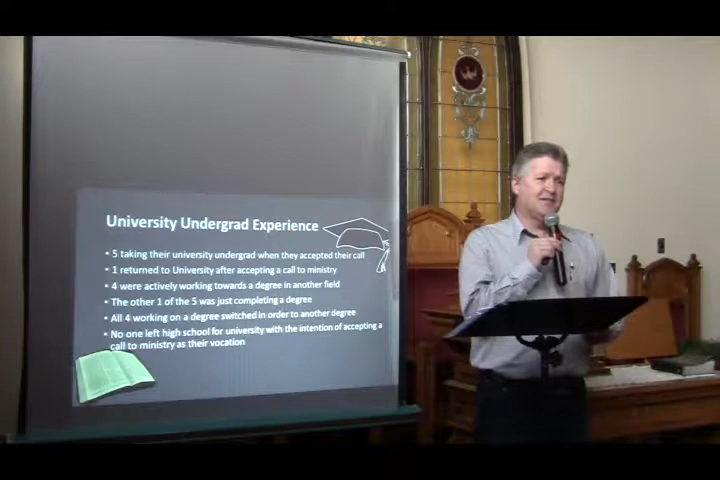 University Undergrad Experience
• 5 taking their university undergrad when they accepted their call
• 1 returned to University after accepting a call to ministry
• 4 were actively working towards a degree in another field
• The other 1 of the 5 was just completing a degree
• All 4 working on a degree switched in order to another degree
• No one left high school for university with the intention of accepting a
call to ministry as their vocation